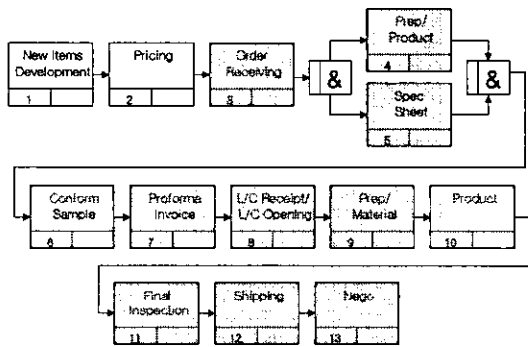 New Items
Development
1
Pricing
2
Order
Receiving
3
&
Prep/
Product
4
Spec
Sheet
5
&
Conform
Sample
6
Proforma
Invoice
7
L/C Receipt/
L/C Opening
8
Prep/
Material
9
Product
10
Final
Inspection
11
Shipping
12
Nego
13